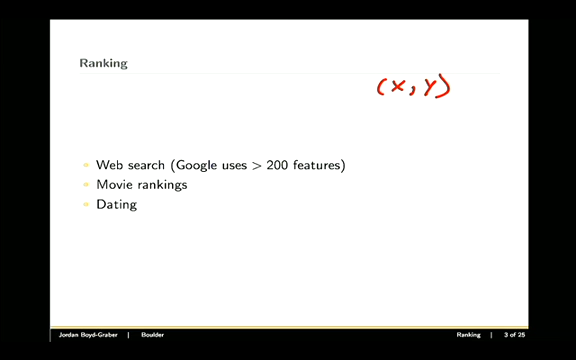 Ranking
(x, y)
Web search (Google uses > 200 features)
Movie rankings
Dating
Jordan Boyd-Graber | Boulder Ranking | 3 of 25